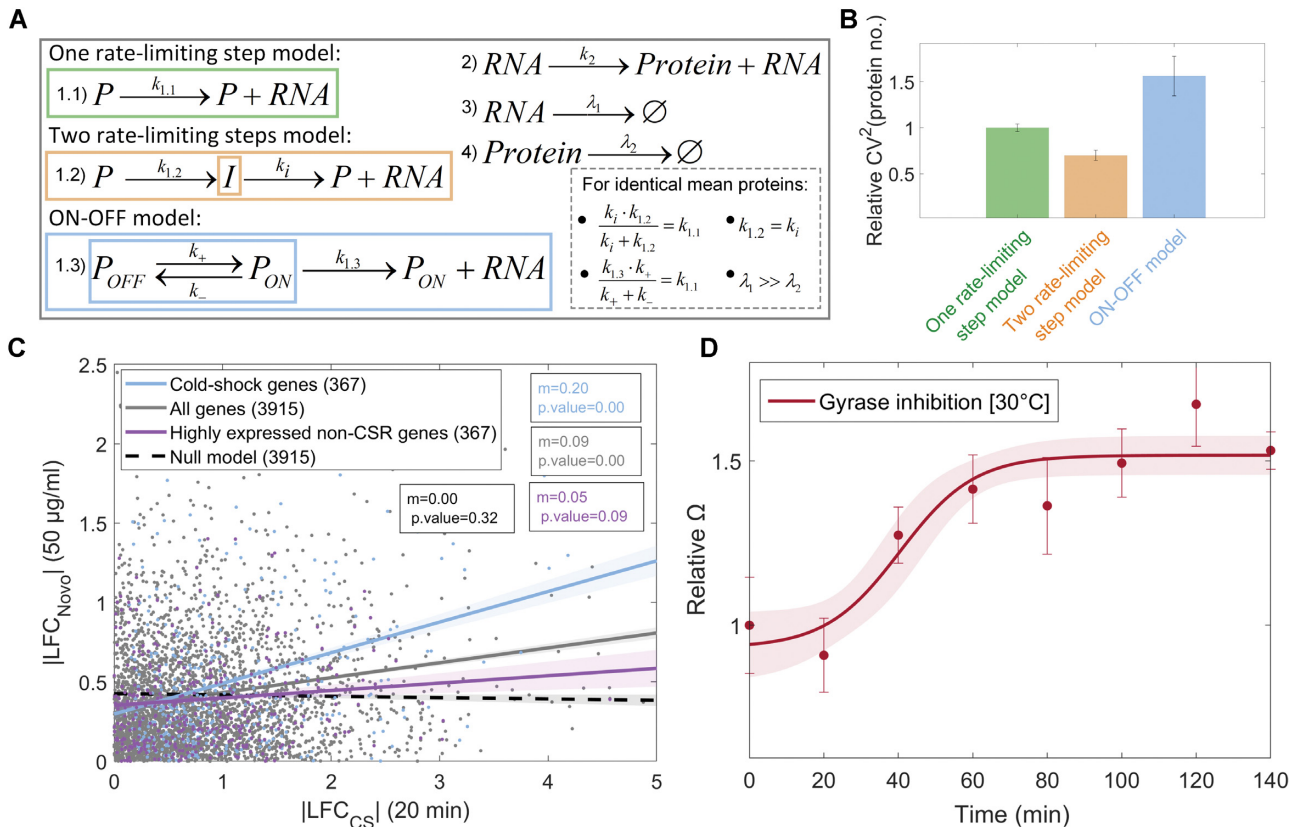 A
One rate-limiting step model:
1.1) P k1.1 → P + RNA
Two rate-limiting steps model:
1.2) P k1.2 → I ki → P + RNA
ON-OFF model:
1.3) POFF k+ ⇄ k− PON k1.3 → PON + RNA
2) RNA k2 → Protein + RNA
3) RNA λ1 → ∅
4) Protein λ2 → ∅
For identical mean proteins:
• ki · k1.2 / ki + k1.2 = k1.1 • k1.2 = ki
• k1.3 · k+ / k+ + k− = k1.1 • λ1 >> λ2
B
Relative CV²(protein no.)
1.5
1
0.5
One rate-limiting
step model
Two rate-limiting
step model
ON-OFF model
C
|LFCNovo| (50 µg/ml)
2.5
2
1.5
1
0.5
0
Cold-shock genes (367)
All genes (3915)
Highly expressed non-CSR genes (367)
Null model (3915)
m=0.20
p.value=0.00
m=0.09
p.value=0.00
m=0.00
p.value=0.32
m=0.05
p.value=0.09
0 1 2 3 4 5
|LFCCS| (20 min)
D
Relative Ω
1.5
1
Gyrase inhibition [30°C]
0 20 40 60 80 100 120 140
Time (min)